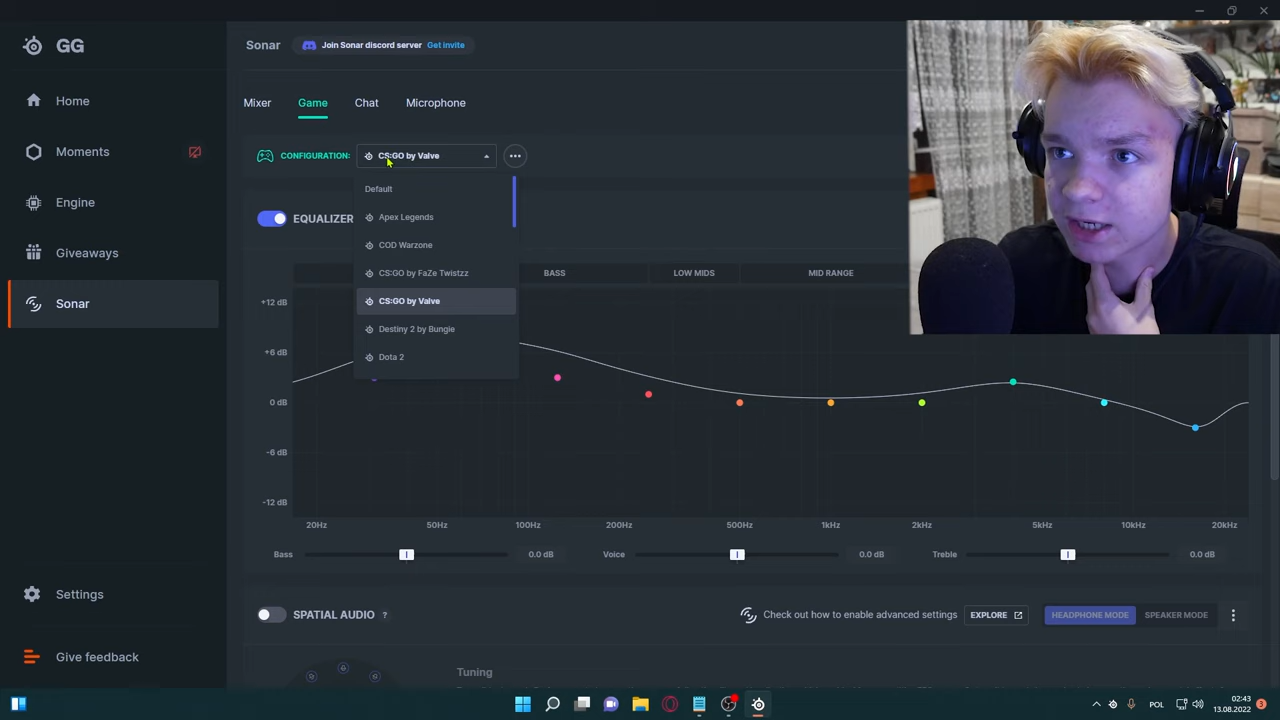 GG
Sonar
Join Sonar discord server Get invite
Home
Moments
Engine
Giveaways
Sonar
Settings
Give feedback
Mixer
Game
Chat
Microphone
CONFIGURATION:
CS:GO by Valve
Default
Apex Legends
COD Warzone
CS:GO by FaZe Twistzz
CS:GO by Valve
Destiny 2 by Bungie
Dota 2
EQUALIZER
BASS
LOW MIDS
MID RANGE
+12 dB
+6 dB
0 dB
-6 dB
-12 dB
20Hz
50Hz
100Hz
200Hz
500Hz
1kHz
2kHz
5kHz
10kHz
20kHz
Bass
0.0 dB
Voice
0.0 dB
Treble
0.0 dB
SPATIAL AUDIO ?
Check out how to enable advanced settings
EXPLORE
HEADPHONE MODE
SPEAKER MODE
Tuning
POL
02:43
13.08.2022
3